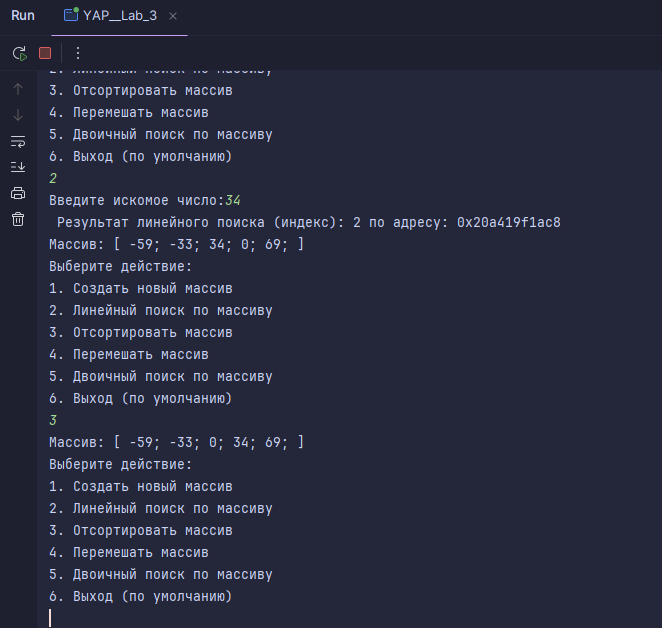 Run
YAP__Lab_3
2. Линейный поиск по массиву
3. Отсортировать массив
4. Перемешать массив
5. Двоичный поиск по массиву
6. Выход (по умолчанию)
2
Введите искомое число:34
Результат линейного поиска (индекс): 2 по адресу: 0x20a419f1ac8
Массив: [ -59; -33; 34; 0; 69; ]
Выберите действие:
1. Создать новый массив
2. Линейный поиск по массиву
3. Отсортировать массив
4. Перемешать массив
5. Двоичный поиск по массиву
6. Выход (по умолчанию)
3
Массив: [ -59; -33; 0; 34; 69; ]
Выберите действие:
1. Создать новый массив
2. Линейный поиск по массиву
3. Отсортировать массив
4. Перемешать массив
5. Двоичный поиск по массиву
6. Выход (по умолчанию)